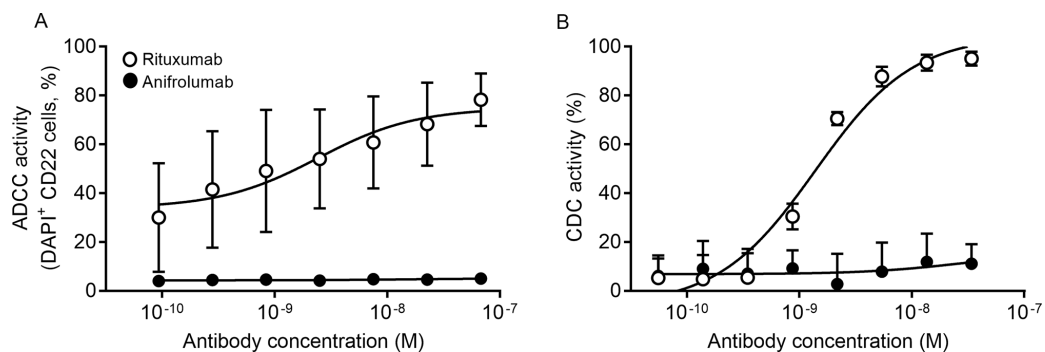 A
ADCC activity
(DAPI⁺ CD22 cells, %)
100
80
60
40
20
0
Rituxumab
Anifrolumab
10⁻¹⁰
10⁻⁹
10⁻⁸
10⁻⁷
Antibody concentration (M)
B
CDC activity (%)
100
80
60
40
20
0
10⁻¹⁰
10⁻⁹
10⁻⁸
10⁻⁷
Antibody concentration (M)